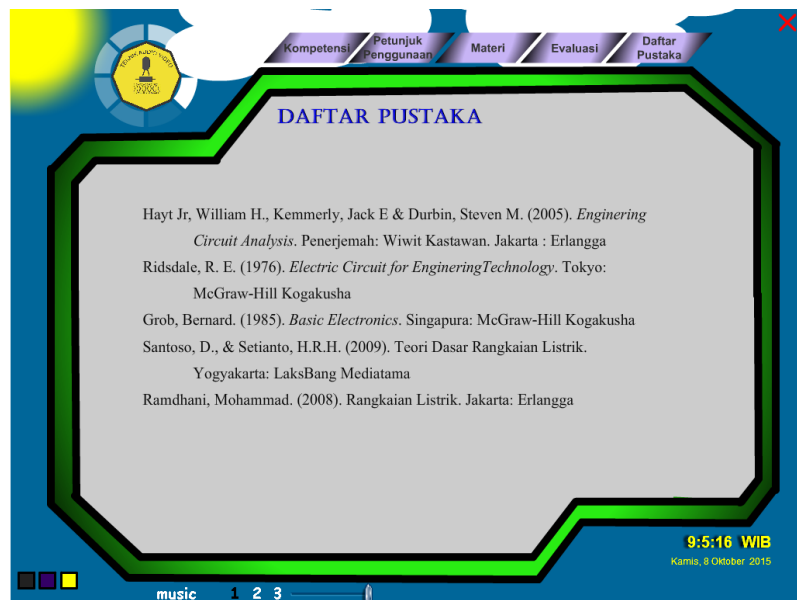 Kompetensi
Petunjuk
Penggunaan
Materi
Evaluasi
Daftar
Pustaka
TEKNIK AUDIO VIDEO
DAFTAR PUSTAKA
Hayt Jr, William H., Kemmerly, Jack E & Durbin, Steven M. (2005). Enginering
Circuit Analysis. Penerjemah: Wiwit Kastawan. Jakarta : Erlangga
Ridsdale, R. E. (1976). Electric Circuit for EngineringTechnology. Tokyo:
McGraw-Hill Kogakusha
Grob, Bernard. (1985). Basic Electronics. Singapura: McGraw-Hill Kogakusha
Santoso, D., & Setianto, H.R.H. (2009). Teori Dasar Rangkaian Listrik.
Yogyakarta: LaksBang Mediatama
Ramdhani, Mohammad. (2008). Rangkaian Listrik. Jakarta: Erlangga
9:5:16 WIB
Kamis, 8 Oktober 2015
music 1 2 3